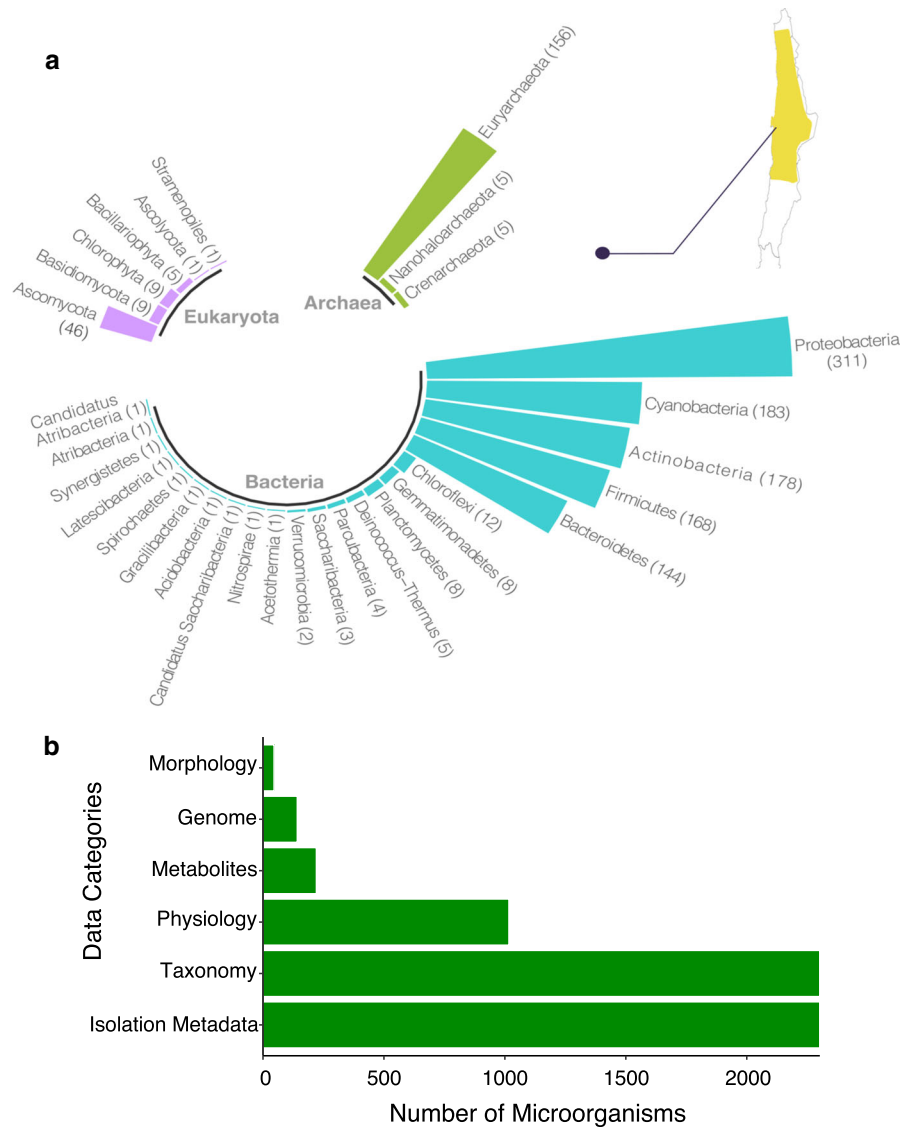 a
Euryarchaeota (156)
Nanohaloarchaeota (5)
Crenarchaeota (5)
Archaea
Stramenopiles (1)
Ascolycota (1)
Bacillariophyta (5)
Chlorophyta (9)
Basidiomycota (9)
Ascomycota
(46)
Eukaryota
Proteobacteria
(311)
Cyanobacteria (183)
Actinobacteria (178)
Firmicutes (168)
Bacteroidetes (144)
Chloroflexi (12)
Gemmatimonadetes (8)
Planctomycetes (8)
Deinococcus–Thermus (5)
Parcubacteria (4)
Saccharibacteria (3)
Verrucomicrobia (2)
Acetothermia (1)
Nitrospirae (1)
Candidatus Saccharibacteria (1)
Acidobacteria (1)
Gracilibacteria (1)
Spirochaetes (1)
Latescibacteria (1)
Synergistetes (1)
Atribacteria (1)
Candidatus
Atribacteria (1)
Bacteria
b
Data Categories
Morphology
Genome
Metabolites
Physiology
Taxonomy
Isolation Metadata
0 500 1000 1500 2000
Number of Microorganisms